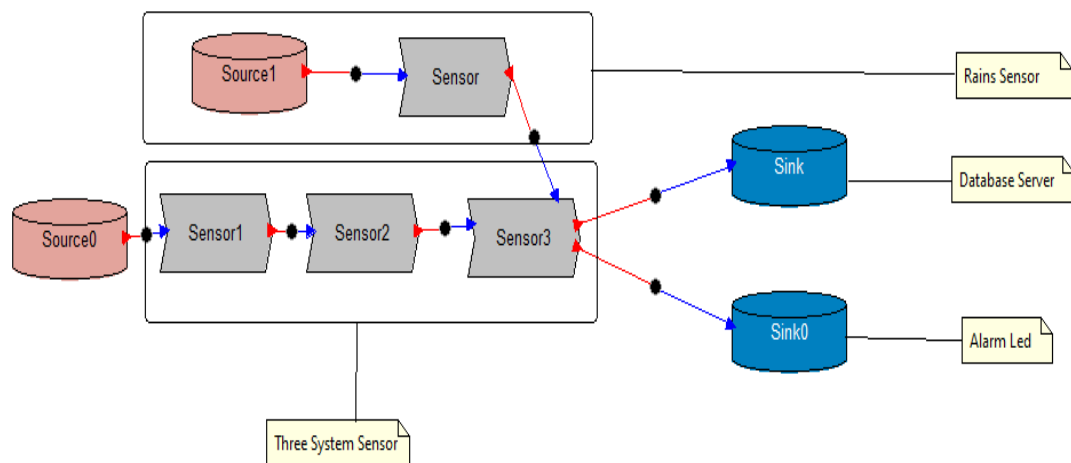 Source1
Sensor
Rains Sensor
Sink
Database Server
Source0
Sensor1
Sensor2
Sensor3
Sink0
Alarm Led
Three System Sensor